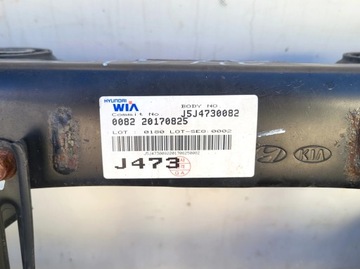 HYUNDAI
WIA
BODY NO.
Commit No
J5J4730082
0082 20170825
LOT : 0100 LOT-SEQ:0002
J473
KIA